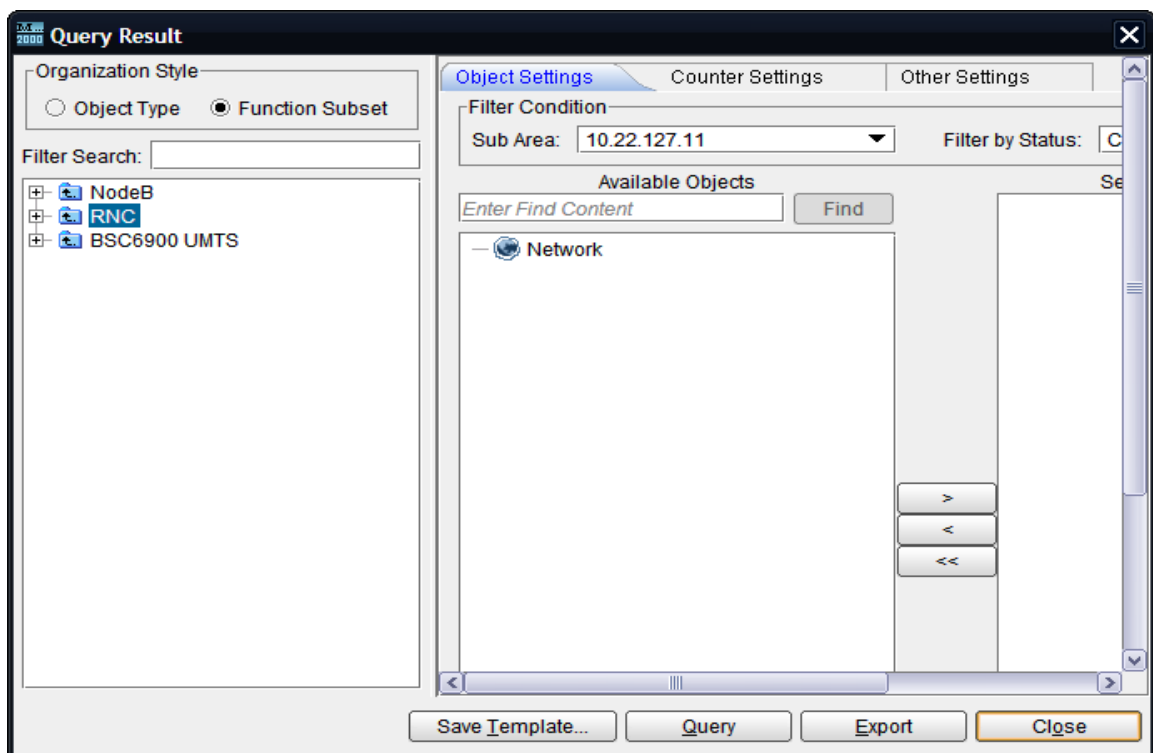 Query Result
Organization Style
Object Type Function Subset
Filter Search:
NodeB
RNC
BSC6900 UMTS
Object Settings Counter Settings Other Settings
Filter Condition
Sub Area: 10.22.127.11 Filter by Status: C
Available Objects Se
Enter Find Content Find
Network
>
<
<<
Save Template... Query Export Close